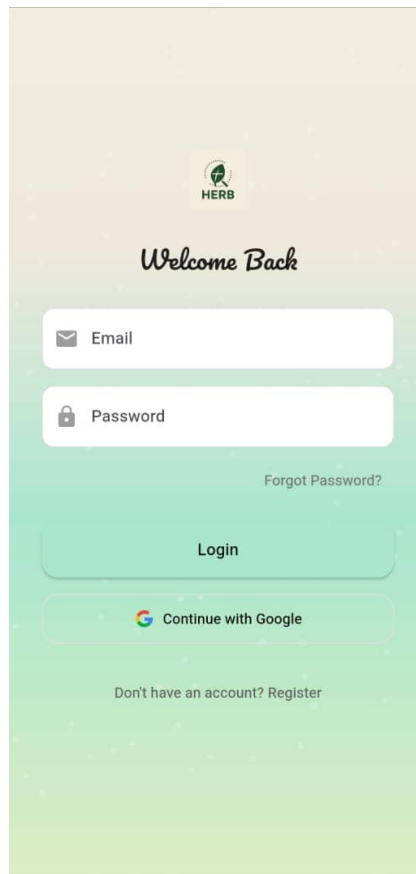 HERB
Welcome Back
Email
Password
Forgot Password?
Login
Continue with Google
Don't have an account? Register